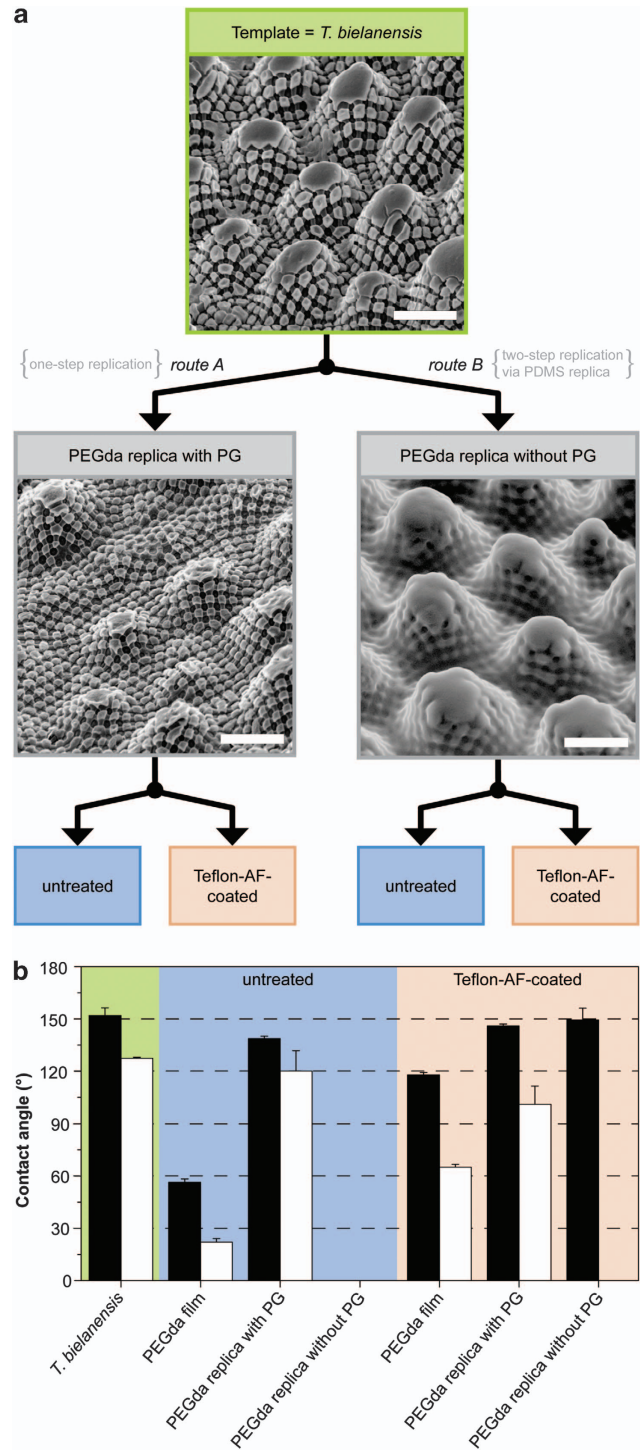 a
Template = T. bielanensis
{one-step replication} route A
route B {two-step replication
via PDMS replica}
PEGda replica with PG
PEGda replica without PG
untreated
Teflon-AF-
coated
untreated
Teflon-AF-
coated
b
untreated
Teflon-AF-coated
Contact angle (°)
180
150
120
90
60
30
0
T. bielanensis
PEGda film
PEGda replica with PG
PEGda replica without PG
PEGda film
PEGda replica with PG
PEGda replica without PG